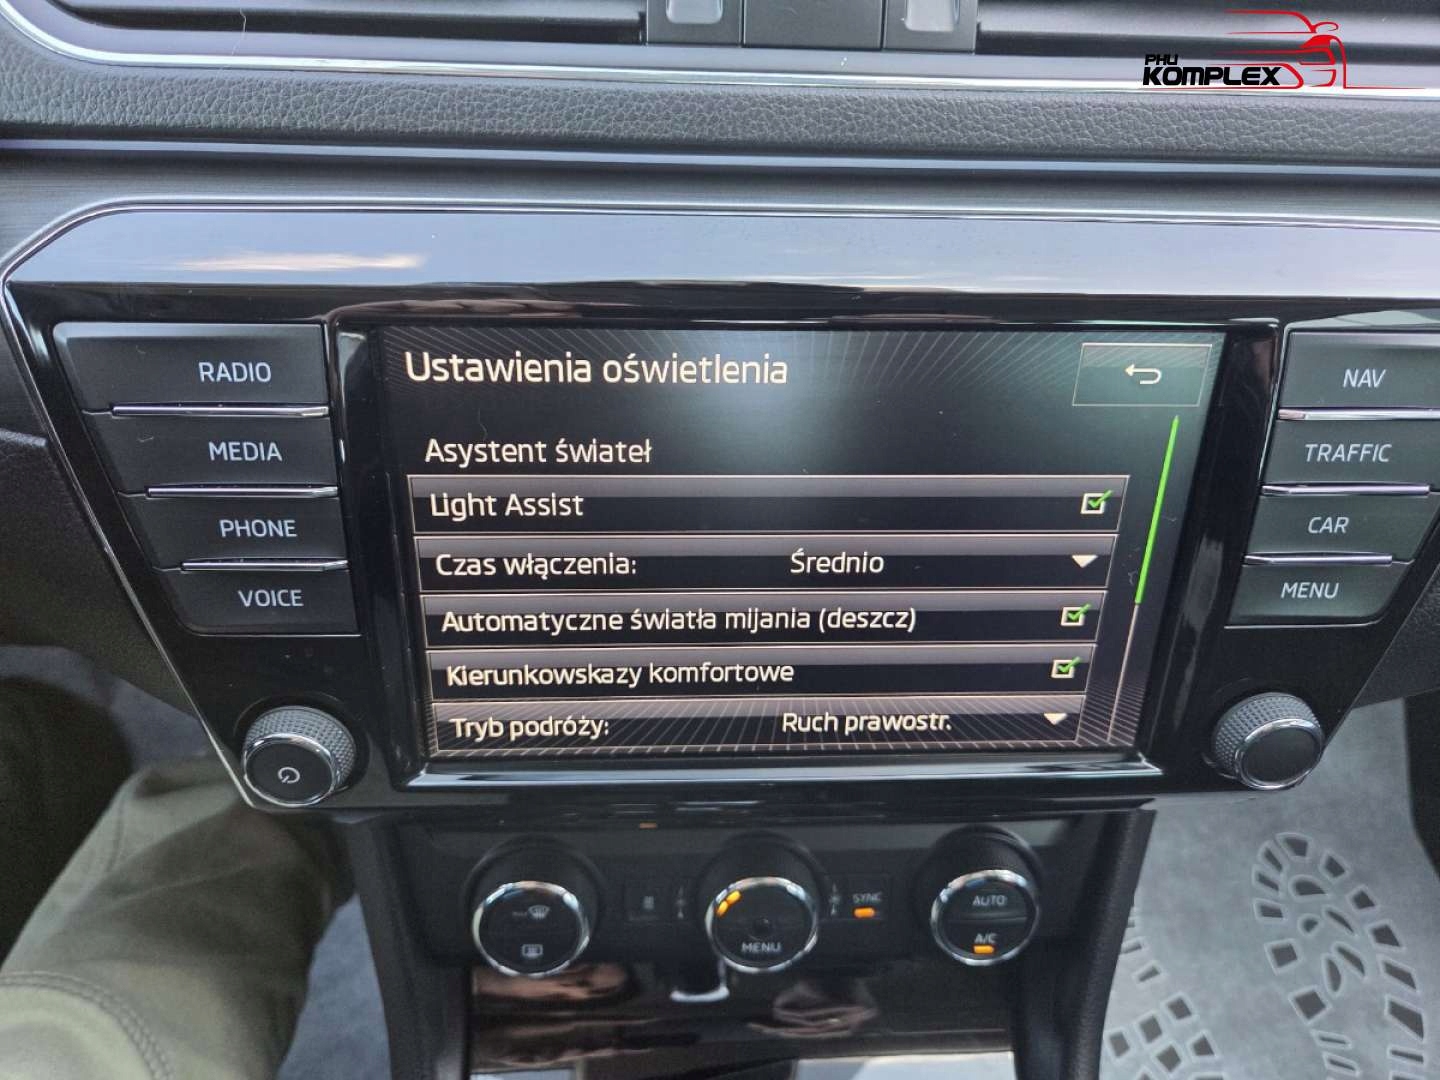 PHU
KOMPLEX
RADIO
MEDIA
PHONE
VOICE
Ustawienia oświetlenia
Asystent świateł
Light Assist
Czas włączenia: Średnio
Automatyczne światła mijania (deszcz)
Kierunkowskazy komfortowe
Tryb podróży: Ruch prawostr.
NAV
TRAFFIC
CAR
MENU
MENU
SYNC
AUTO
A/C